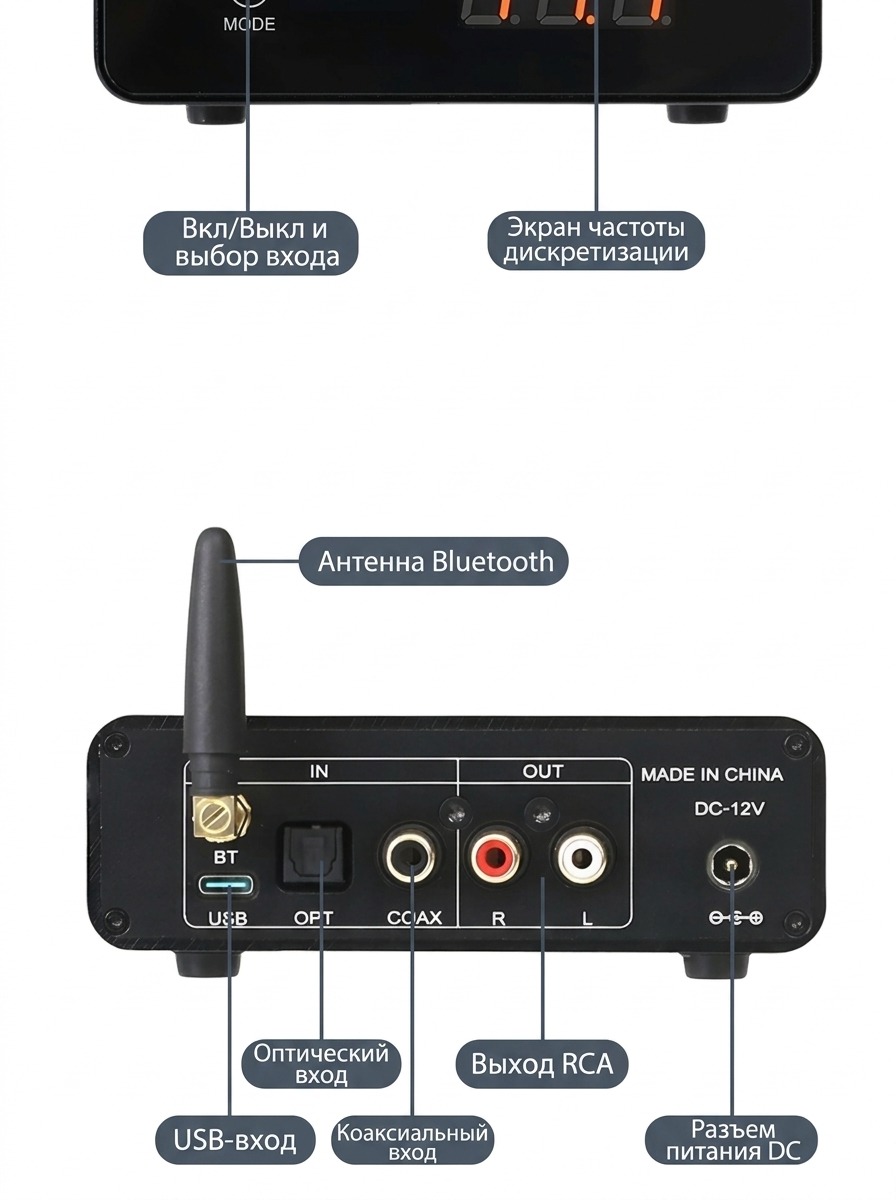 MODE
Вкл/Выкл и
выбор входа
Экран частоты
дискретизации
Антенна Bluetooth
IN
OUT
MADE IN CHINA
DC-12V
BT
USB
OPT
COAX
R
L
Оптический
вход
Выход RCA
USB-вход
Коаксиальный
вход
Разъем
питания DC